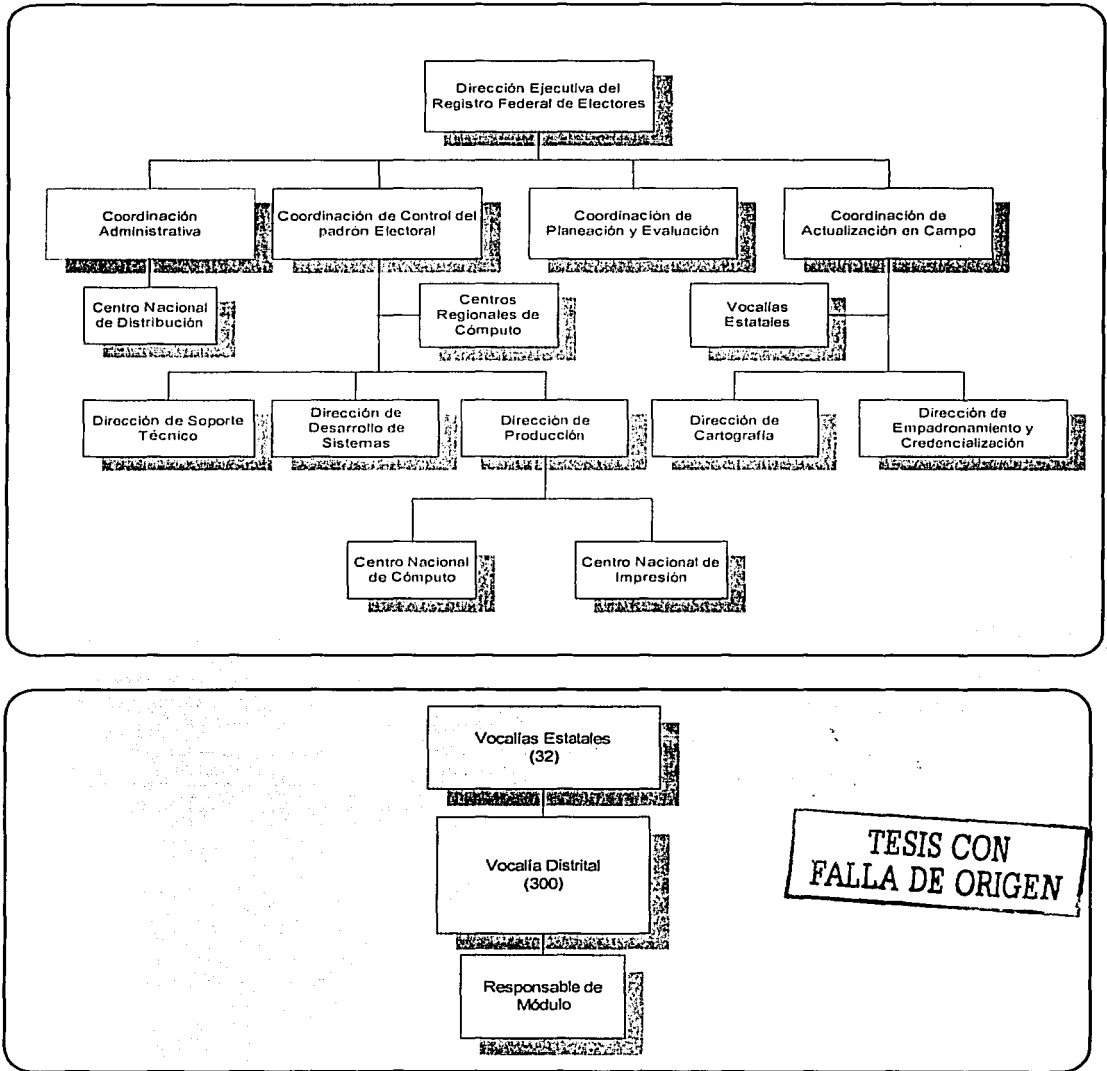 Dirección Ejecutiva del
Registro Federal de Electores
Coordinación
Administrativa
Coordinación de Control del
padrón Electoral
Coordinación de
Planeación y Evaluación
Coordinación de
Actualización en Campo
Centro Nacional
de Distribución
Centros
Regionales de
Cómputo
Vocalías
Estatales
Dirección de Soporte
Técnico
Dirección de
Desarrollo de
Sistemas
Dirección de
Producción
Dirección de
Cartografía
Dirección de
Empadronamiento y
Credencialización
Centro Nacional
de Cómputo
Centro Nacional de
Impresión
Vocalías Estatales
(32)
Vocalía Distrital
(300)
Responsable de
Módulo
TESIS CON
FALLA DE ORIGEN